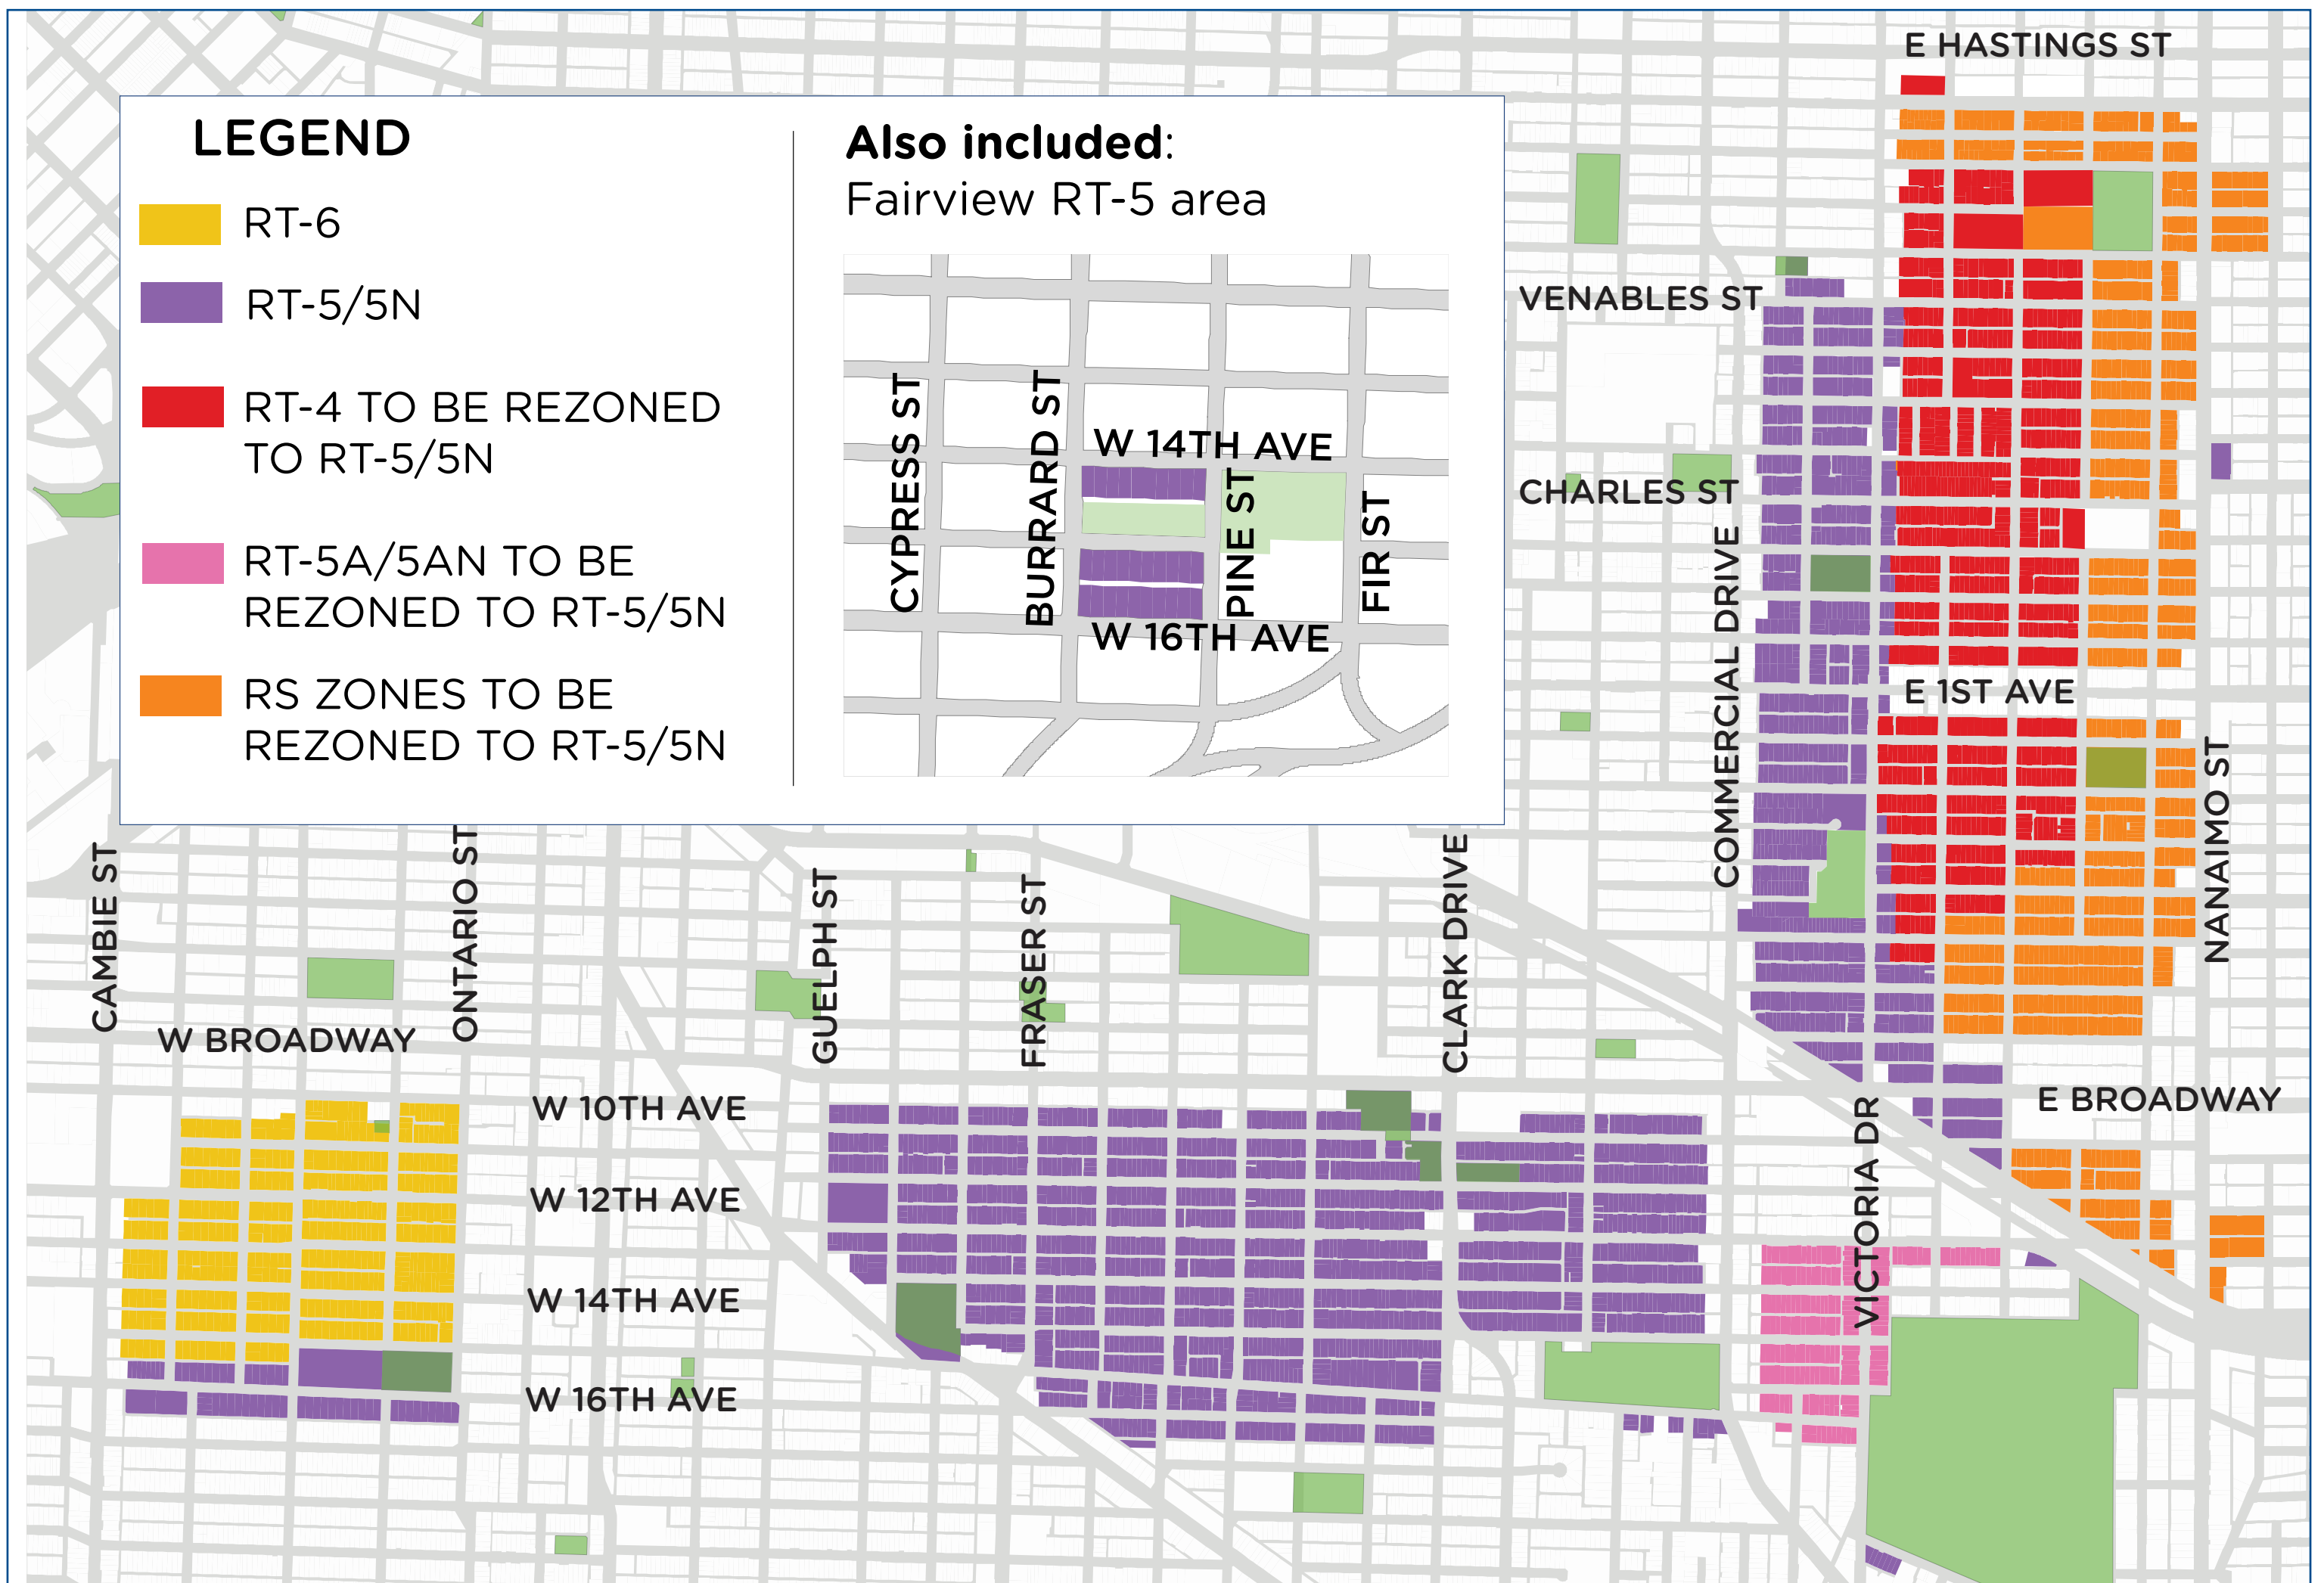 LEGEND
RT-6
RT-5/5N
RT-4 TO BE REZONED
TO RT-5/5N
RT-5A/5AN TO BE
REZONED TO RT-5/5N
RS ZONES TO BE
REZONED TO RT-5/5N
Also included:
Fairview RT-5 area
CYPRESS ST
BURRARD ST
W 14TH AVE
PINE ST
FIR ST
W 16TH AVE
E HASTINGS ST
VENABLES ST
CHARLES ST
COMMERCIAL DRIVE
E 1ST AVE
NANAIMO ST
CAMBIE ST
ONTARIO ST
GUELPH ST
FRASER ST
CLARK DRIVE
W BROADWAY
E BROADWAY
W 10TH AVE
W 12TH AVE
VICTORIA DR
W 14TH AVE
W 16TH AVE